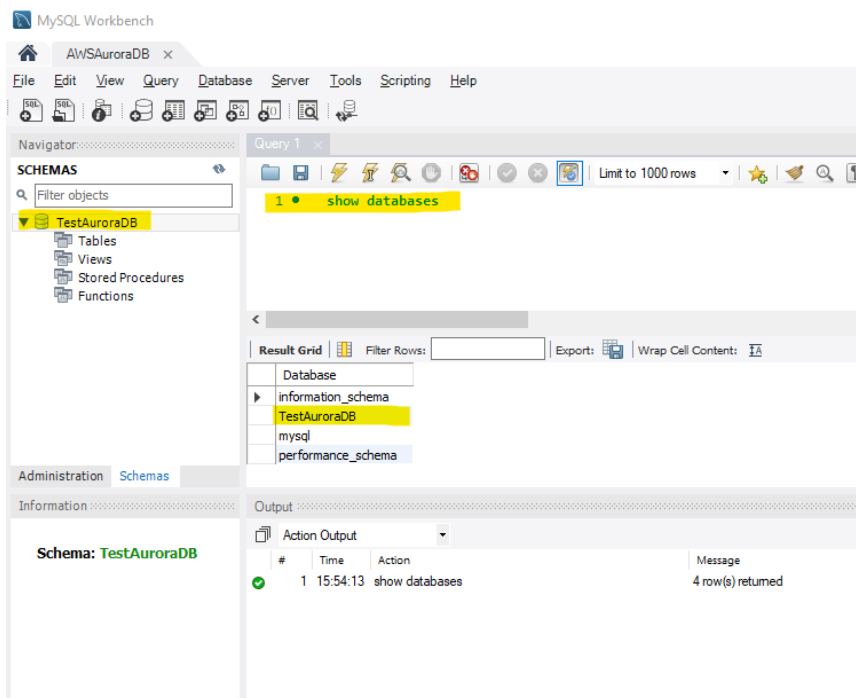 MySQL Workbench
AWSAuroraDB ×
File Edit View Query Database Server Tools Scripting Help
Navigator
SCHEMAS
Filter objects
TestAuroraDB
Tables
Views
Stored Procedures
Functions
Administration Schemas
Information
Schema: TestAuroraDB
Query 1 ×
Limit to 1000 rows
1 show databases
Result Grid Filter Rows: Export: Wrap Cell Content: IA
Database
information_schema
TestAuroraDB
mysql
performance_schema
Output
Action Output
# Time Action Message
1 15:54:13 show databases 4 row(s) returned